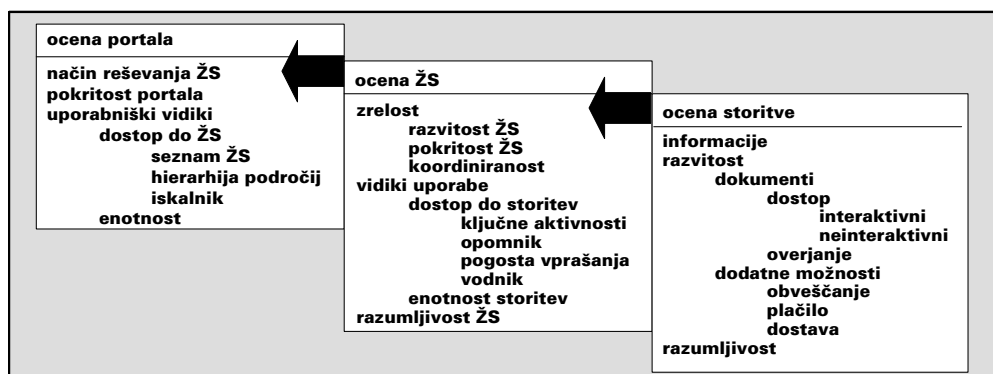 ocena portala
način reševanja ŽS
pokritost portala
uporabniški vidiki
dostop do ŽS
seznam ŽS
hierarhija področij
iskalnik
enotnost
ocena ŽS
zrelost
razvitost ŽS
pokritost ŽS
koordiniranost
vidiki uporabe
dostop do storitev
ključne aktivnosti
opomnik
pogosta vprašanja
vodnik
enotnost storitev
razumljivost ŽS
ocena storitve
informacije
razvitost
dokumenti
dostop
interaktivni
neinteraktivni
overjanje
dodatne možnosti
obveščanje
plačilo
dostava
razumljivost